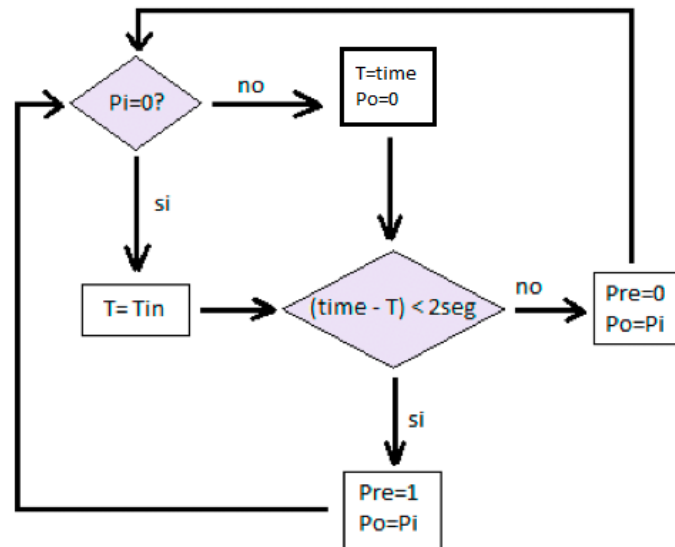 Pi=0?
no
T=time
Po=0
si
T= Tin
(time - T) < 2seg
no
Pre=0
Po=Pi
si
Pre=1
Po=Pi